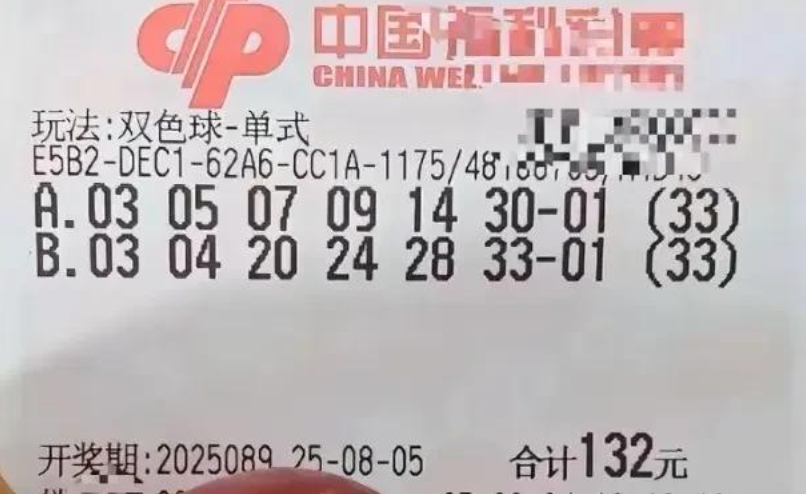 中国福利彩票
CHINA WEL
玩法:双色球-单式
E5B2-DEC1-62A6-CC1A-1175/48
A.03 05 07 09 14 30-01 (33)
B.03 04 20 24 28 33-01 (33)
开奖期:2025089 25-08-05 合计132元